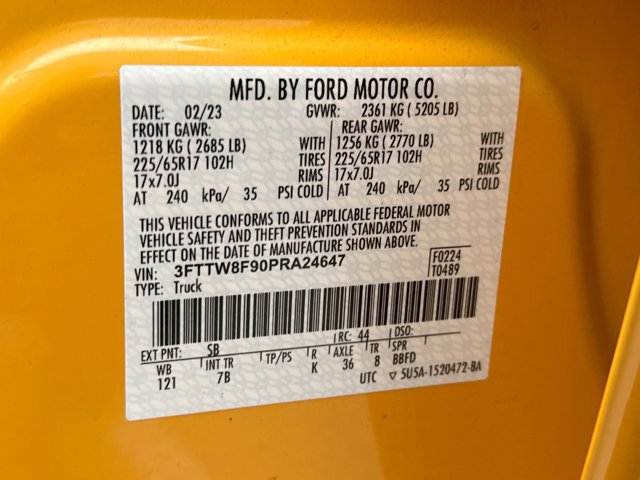 MFD. BY FORD MOTOR CO.
DATE: 02/23 GVWR: 2361 KG ( 5205 LB)
FRONT GAWR: REAR GAWR:
1218 KG ( 2685 LB) WITH 1256 KG ( 2770 LB) WITH
225/65R17 102H TIRES 225/65R17 102H TIRES
17x7.0J RIMS 17x7.0J RIMS
AT 240 kPa/ 35 PSI COLD AT 240 kPa/ 35 PSI COLD
THIS VEHICLE CONFORMS TO ALL APPLICABLE FEDERAL MOTOR
VEHICLE SAFETY AND THEFT PREVENTION STANDARDS IN
EFFECT ON THE DATE OF MANUFACTURE SHOWN ABOVE.
VIN: 3FTTW8F90PRA24647 F0224
TYPE: Truck T0489
EXT PNT: SB RC: 44 DSO:
WB INT TR TP/PS R AXLE TR SPR
121 7B K 36 8 BBFD
UTC ▽ 5U5A-1520472-BA